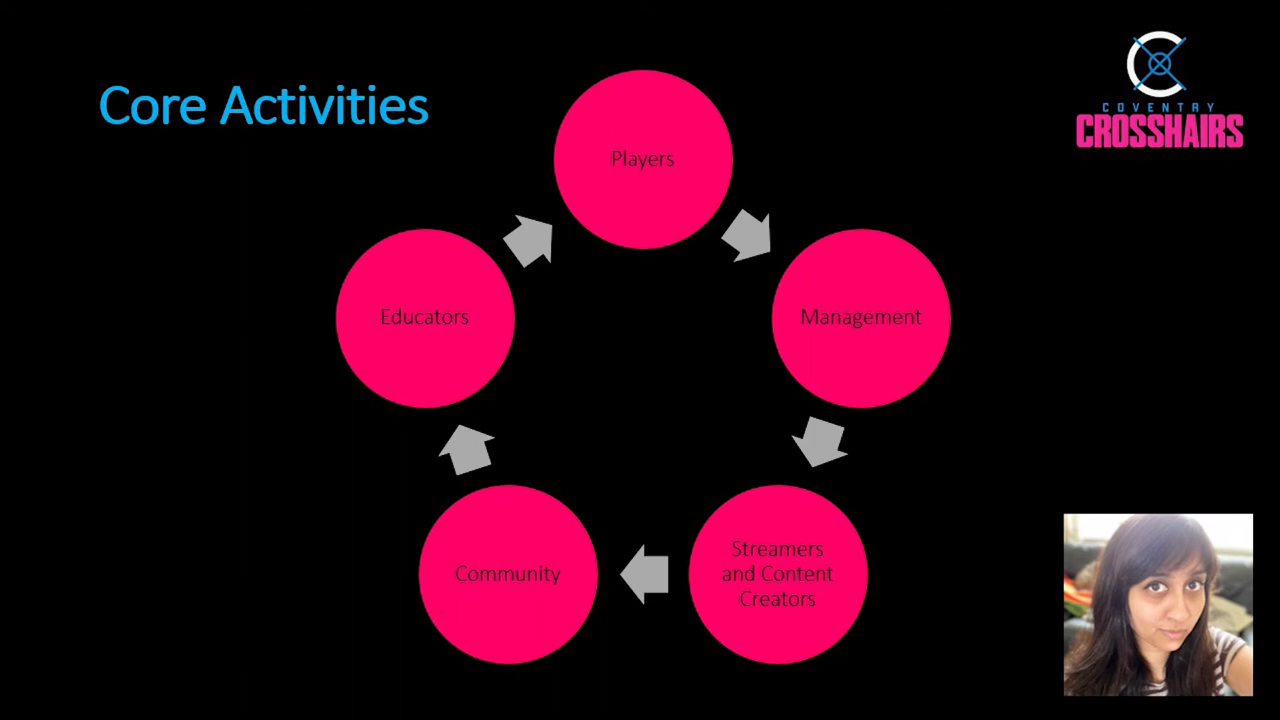 Core Activities
COVENTRY
CROSSHAIRS
Players
Educators
Management
Streamers
and Content
Creators
Community